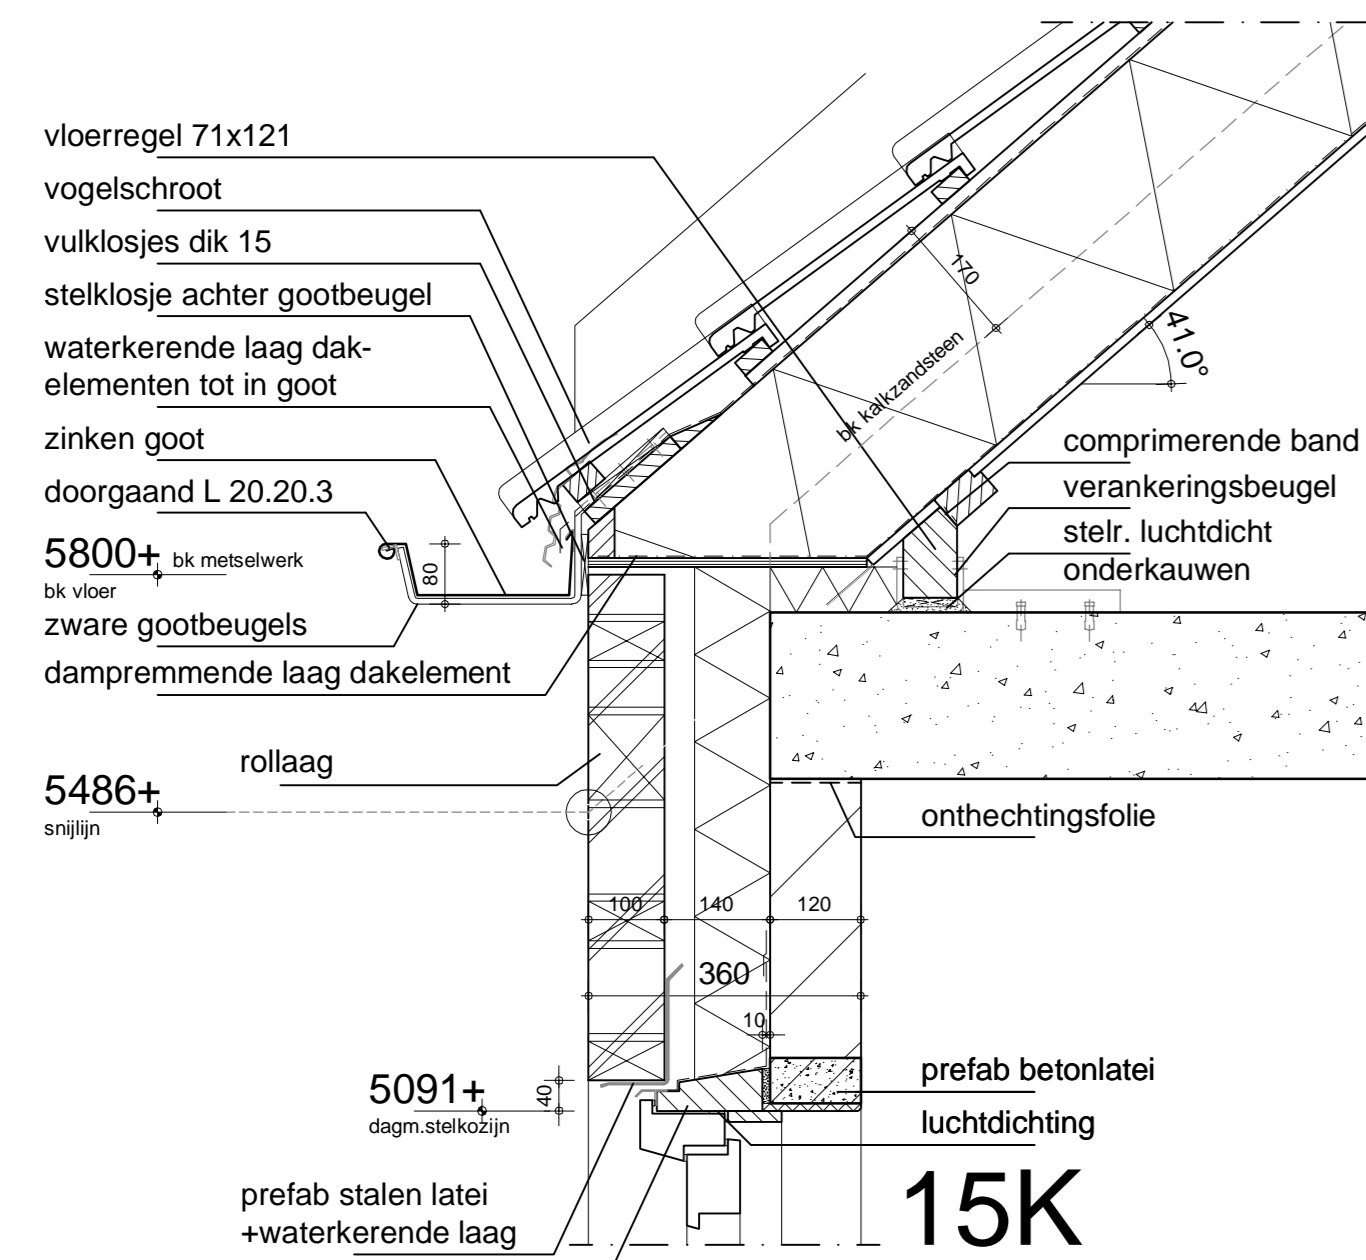 vloerregel 71x121
vogelschroot
vulklosjes dik 15
stelklosje achter gootbeugel
waterkerende laag dak-
elementen tot in goot
zinken goot
doorgaand L 20.20.3
5800+ bk metselwerk
bk vloer
zware gootbeugels
dampremmende laag dakelement
80
170
41.0°
bk kalkzandsteen
comprimerende band
verankeringsbeugel
stelr. luchtdicht
onderkauwen
rollaag
5486+
snijlijn
onthechtingsfolie
100 140 120
360
10
5091+
dagm.stelkozijn
40
prefab betonlatei
luchtdichting
prefab stalen latei
+waterkerende laag
15K